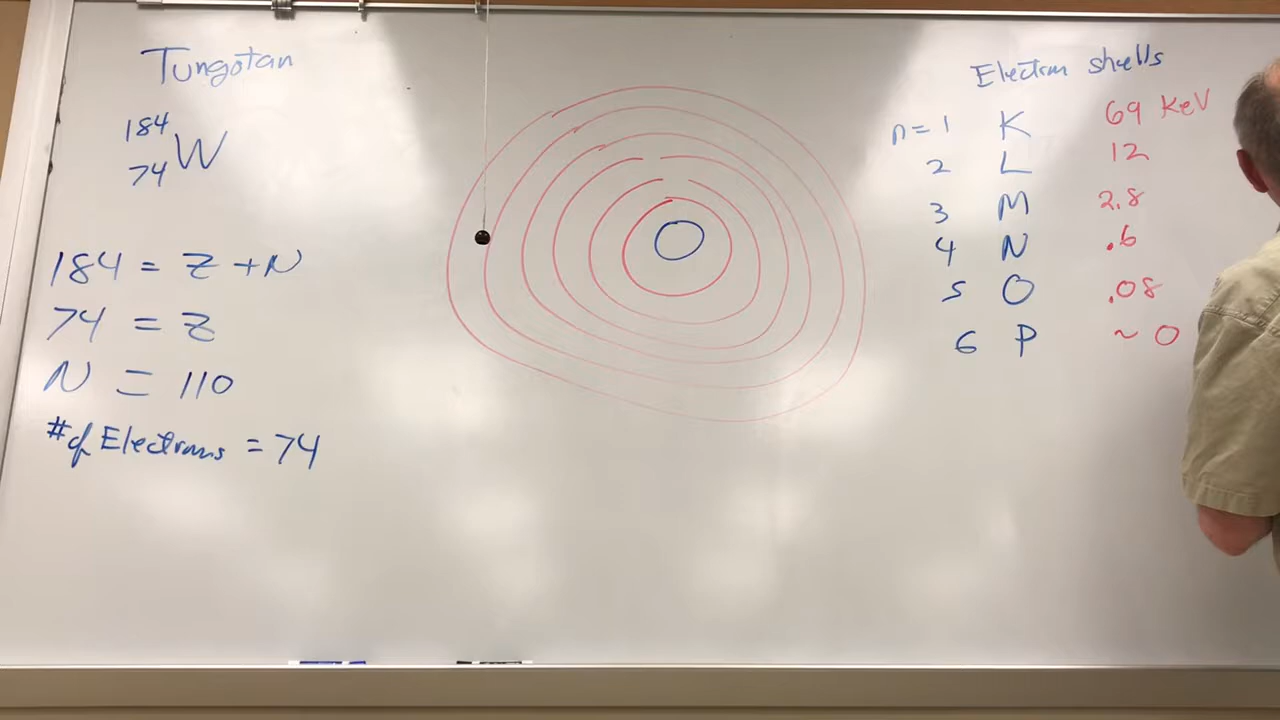 Tungotan
184
74 W
184 = Z + N
74 = Z
N = 110
# of Electrons = 74
Electron shells
n = 1 K 69 KeV
2 L 12
3 M 2.8
4 N .6
5 O .08
6 P ~ 0